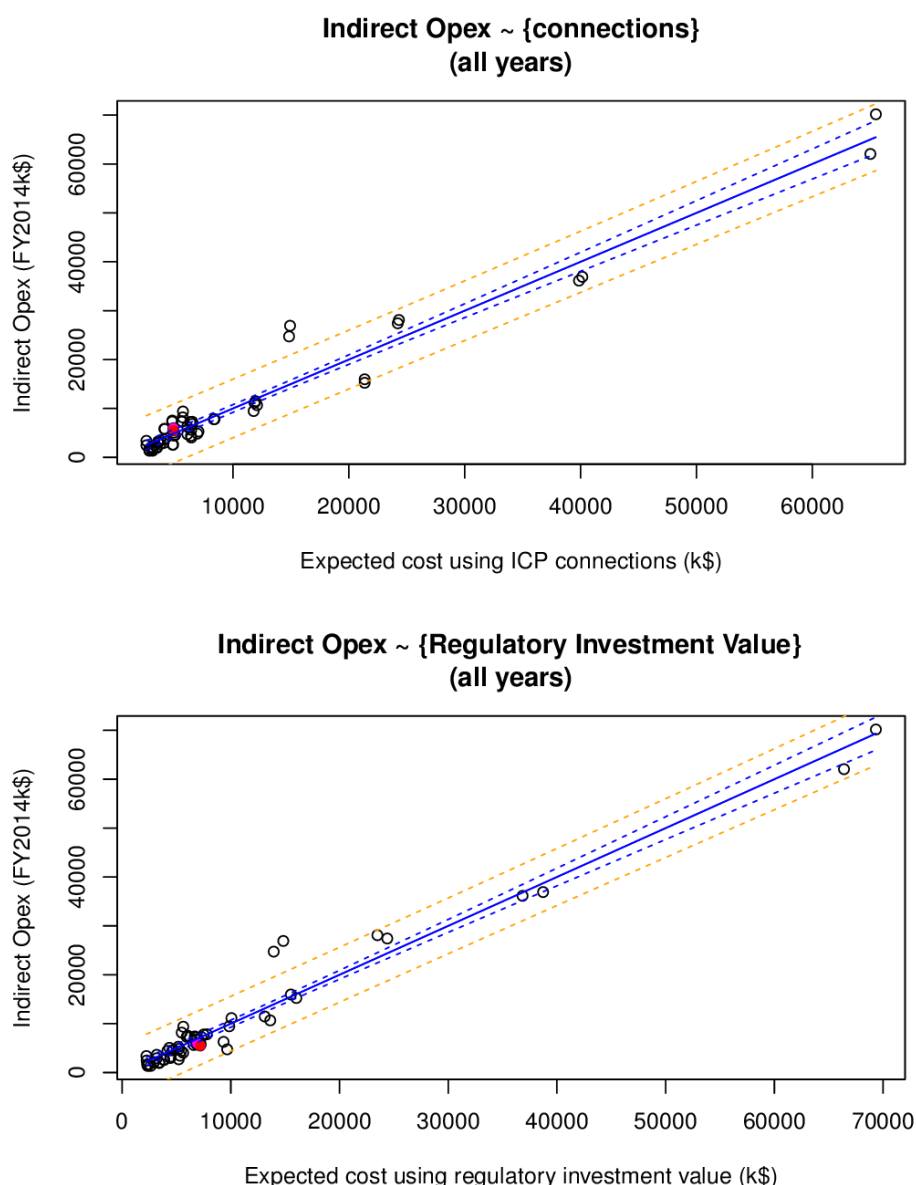 Indirect Opex ~ {connections}
(all years)
Indirect Opex (FY2014k$)
60000
40000
20000
0
10000 20000 30000 40000 50000 60000
Expected cost using ICP connections (k$)
Indirect Opex ~ {Regulatory Investment Value}
(all years)
Indirect Opex (FY2014k$)
60000
40000
20000
0
0 10000 20000 30000 40000 50000 60000 70000
Expected cost using regulatory investment value (k$)